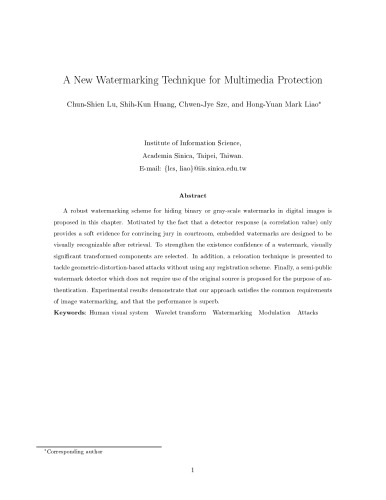 A New Watermarking Technique for Multimedia Protection
Chun-Shien Lu, Shih-Kun Huang, Chwen-Jye Sze, and Hong-Yuan Mark Liao*
Institute of Information Science,
Academia Sinica, Taipei, Taiwan.
E-mail: {lcs, liao}@iis.sinica.edu.tw
Abstract
A robust watermarking scheme for hiding binary or gray-scale watermarks in digital images is
proposed in this chapter. Motivated by the fact that a detector response (a correlation value) only
provides a soft evidence for convincing jury in courtroom, embedded watermarks are designed to be
visually recognizable after retrieval. To strengthen the existence confidence of a watermark, visually
significant transformed components are selected. In addition, a relocation technique is presented to
tackle geometric-distortion-based attacks without using any registration scheme. Finally, a semi-public
watermark detector which does not require use of the original source is proposed for the purpose of au-
thentication. Experimental results demonstrate that our approach satisfies the common requirements
of image watermarking, and that the performance is superb.
Keywords: Human visual system Wavelet transform Watermarking Modulation Attacks
*Corresponding author
1